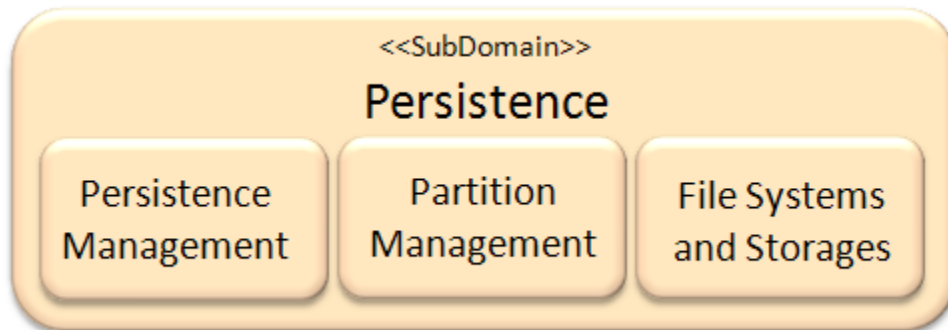 <<SubDomain>>
Persistence
Persistence
Management
Partition
Management
File Systems
and Storages